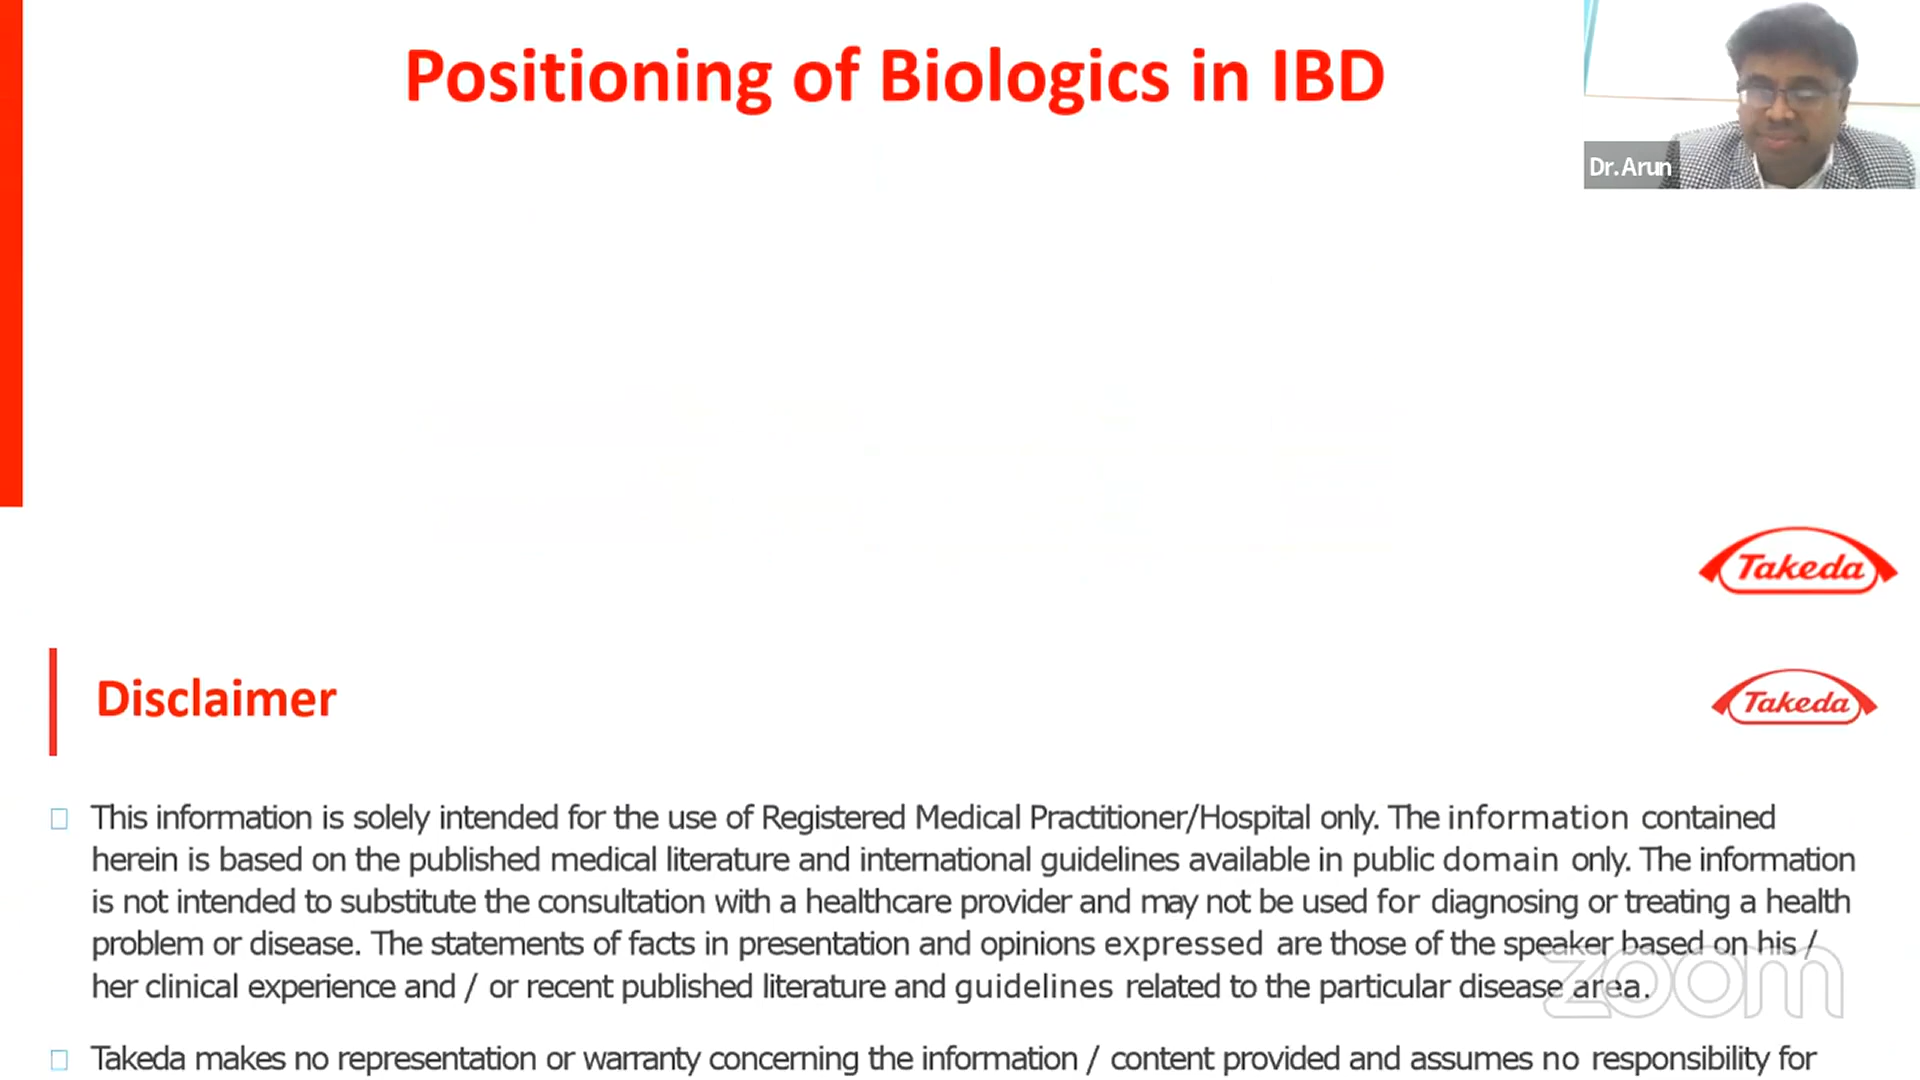 Positioning of Biologics in IBD
Dr. Arun
Takeda
Disclaimer
Takeda
This information is solely intended for the use of Registered Medical Practitioner/Hospital only. The information contained
herein is based on the published medical literature and international guidelines available in public domain only. The information
is not intended to substitute the consultation with a healthcare provider and may not be used for diagnosing or treating a health
problem or disease. The statements of facts in presentation and opinions expressed are those of the speaker based on his /
her clinical experience and / or recent published literature and guidelines related to the particular disease area.
zoom
Takeda makes no representation or warranty concerning the information / content provided and assumes no responsibility for